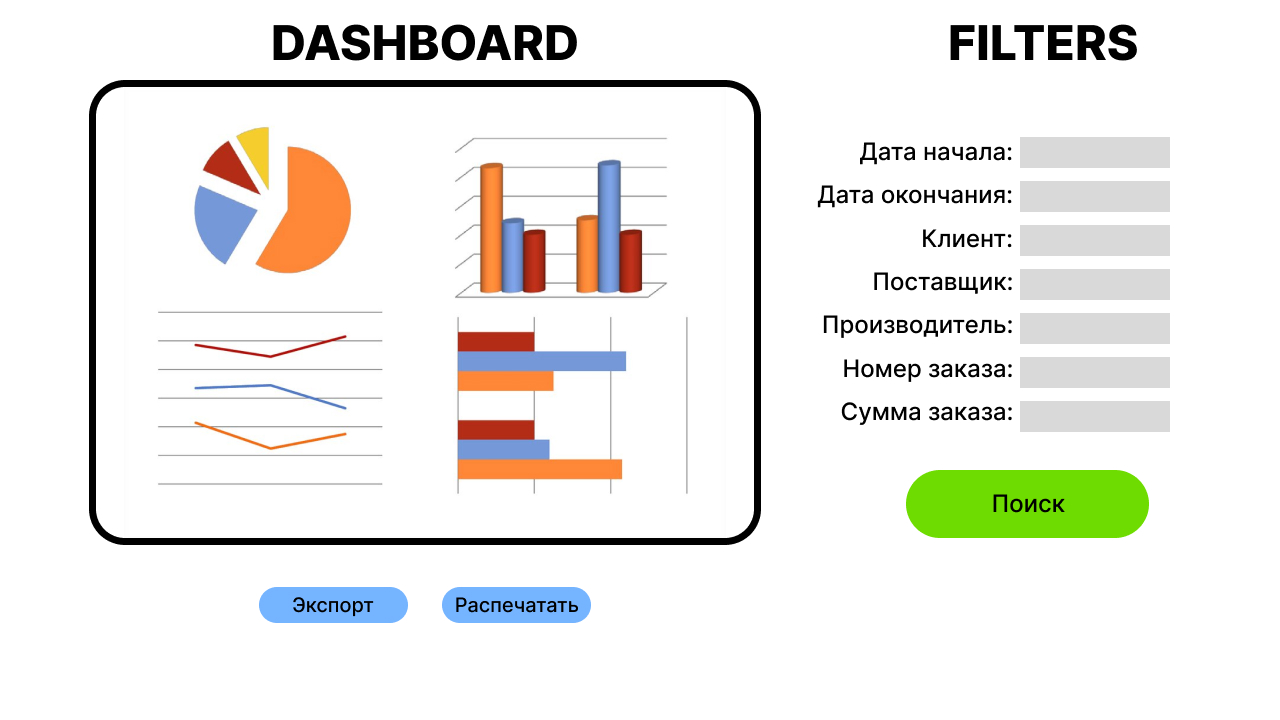 DASHBOARD
FILTERS
Дата начала:
Дата окончания:
Клиент:
Поставщик:
Производитель:
Номер заказа:
Сумма заказа:
Поиск
Экспорт
Распечатать